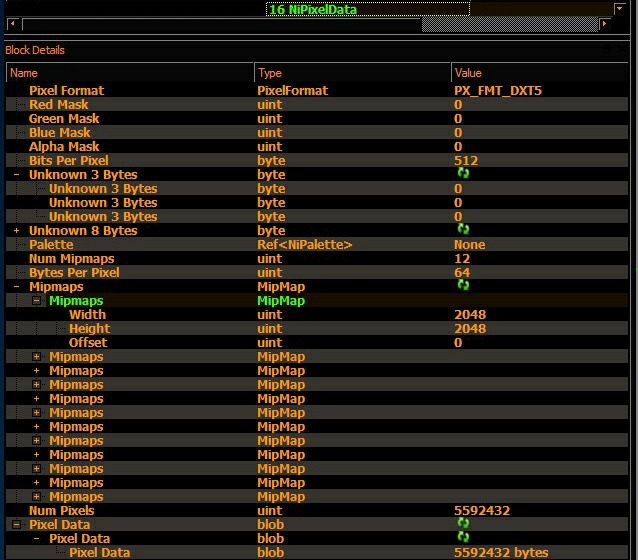 16 NiPixelData
Block Details
Name Type Value
Pixel Format PixelFormat PX_FMT_DXT5
Red Mask uint 0
Green Mask uint 0
Blue Mask uint 0
Alpha Mask uint 0
Bits Per Pixel byte 512
Unknown 3 Bytes byte
Unknown 3 Bytes byte 0
Unknown 3 Bytes byte 0
Unknown 3 Bytes byte 0
Unknown 8 Bytes byte
Palette Ref<NiPalette> None
Num Mipmaps uint 12
Bytes Per Pixel uint 64
Mipmaps MipMap
Mipmaps MipMap
Width uint 2048
Height uint 2048
Offset uint 0
Mipmaps MipMap
Mipmaps MipMap
Mipmaps MipMap
Mipmaps MipMap
Mipmaps MipMap
Mipmaps MipMap
Mipmaps MipMap
Mipmaps MipMap
Mipmaps MipMap
Mipmaps MipMap
Mipmaps MipMap
Num Pixels uint 5592432
Pixel Data blob
Pixel Data blob
Pixel Data blob 5592432 bytes